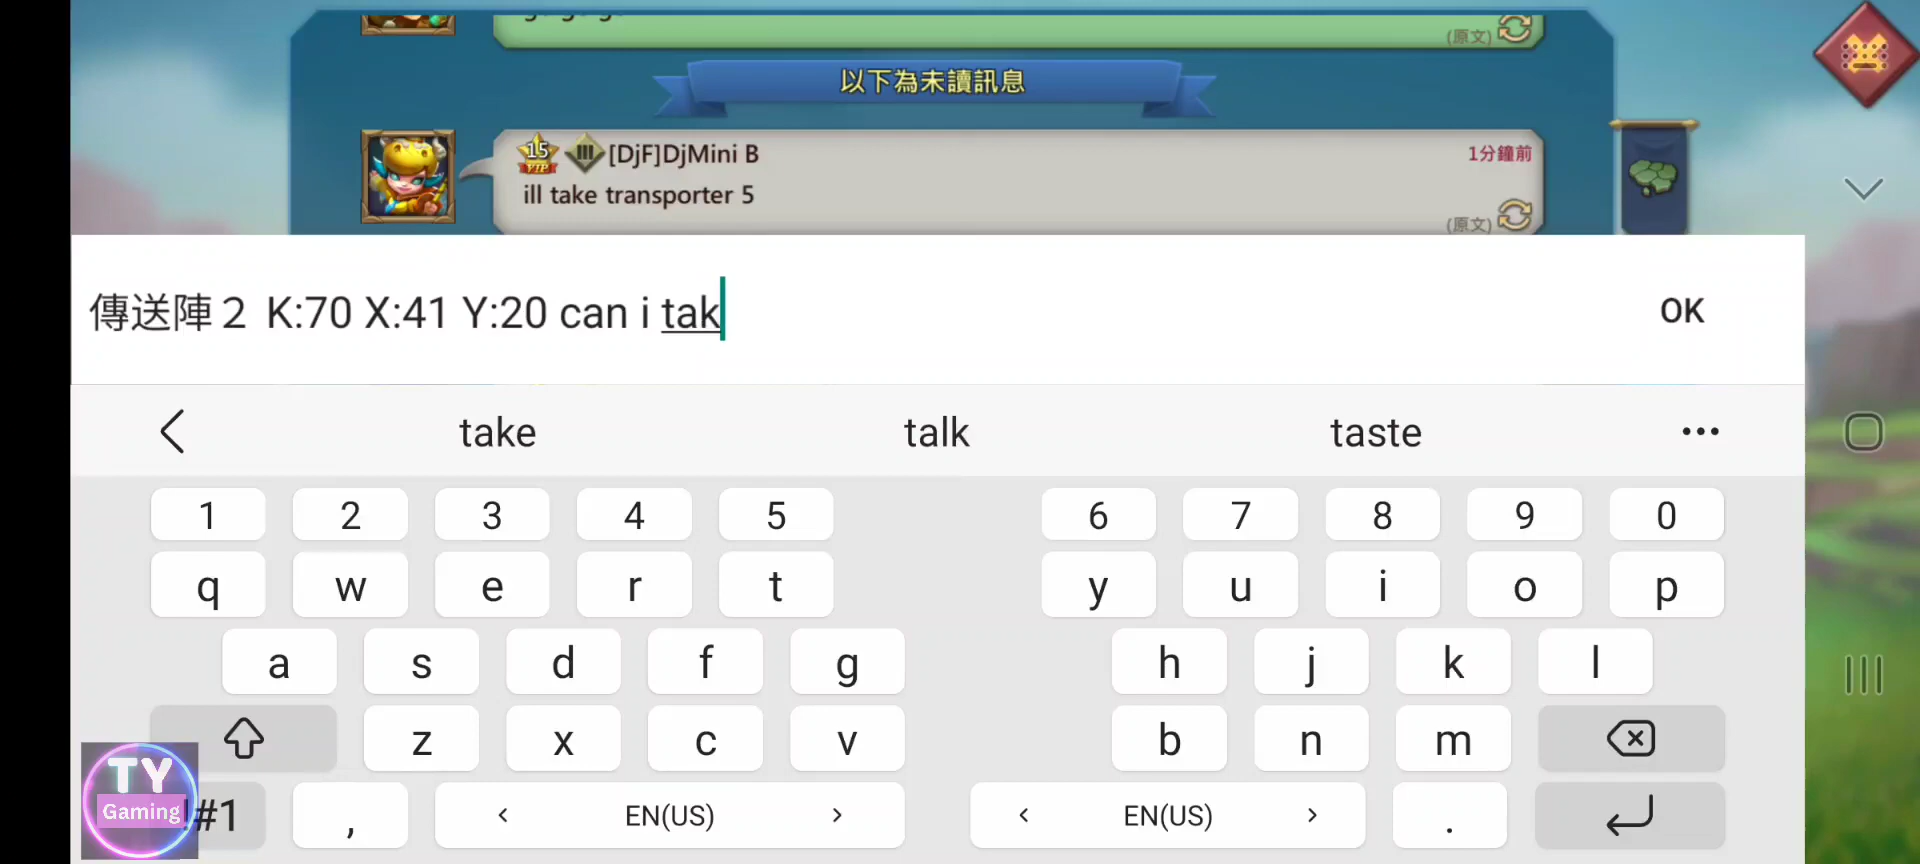 (原文)
以下為未讀訊息
15 VIP III [DjF]DjMini B
1分鐘前
ill take transporter 5
(原文)
傳送陣2 K:70 X:41 Y:20 can i tak
OK
take talk taste
1 2 3 4 5 6 7 8 9 0
q w e r t y u i o p
a s d f g h j k l
z x c v b n m
!#1 , EN(US) EN(US) .
TY
Gaming